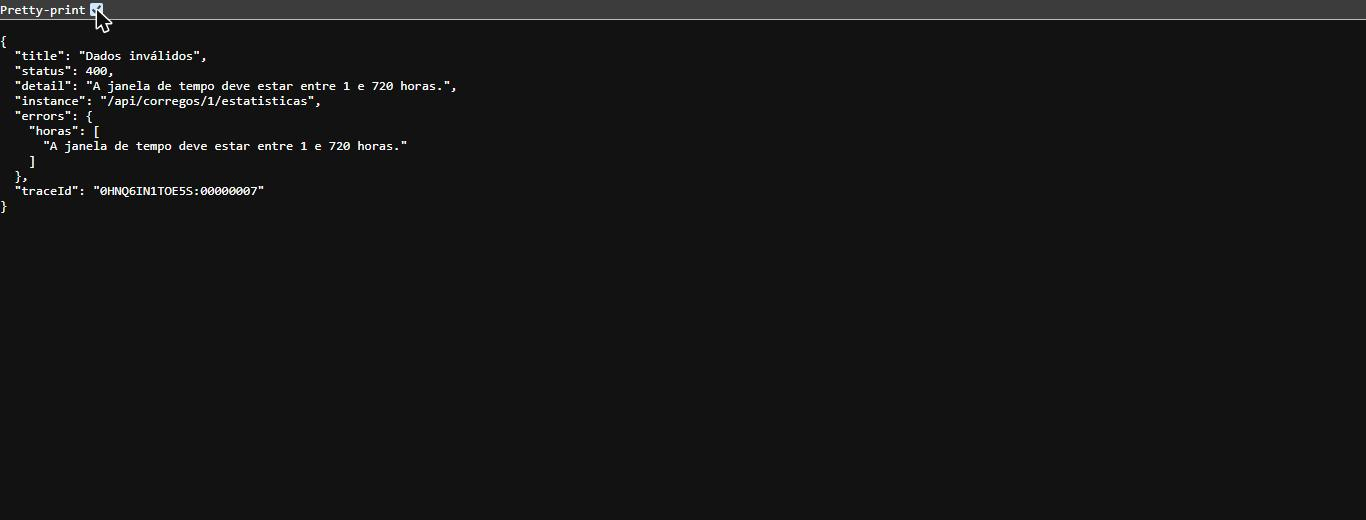 Pretty-print
{
"title": "Dados inválidos",
"status": 400,
"detail": "A janela de tempo deve estar entre 1 e 720 horas.",
"instance": "/api/corregos/1/estatisticas",
"errors": {
"horas": [
"A janela de tempo deve estar entre 1 e 720 horas."
]
},
"traceId": "0HNQ6IN1TOE5S:00000007"
}